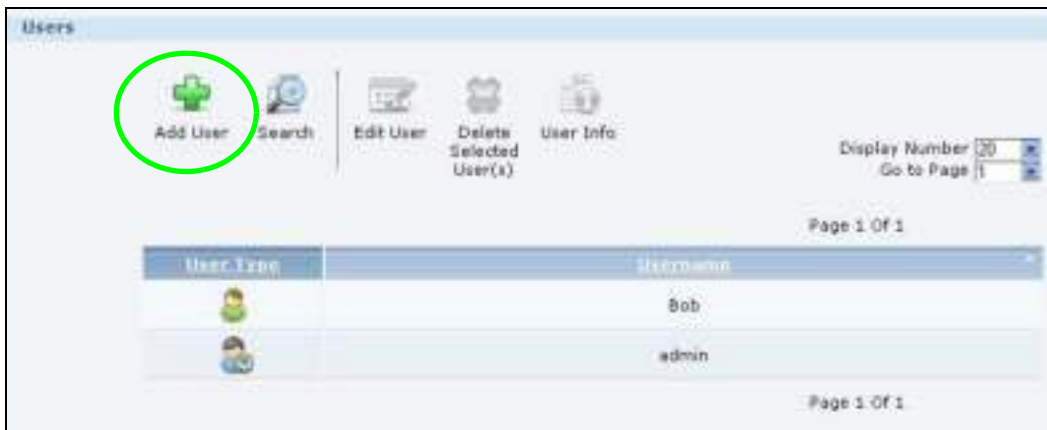 Users
Add User
Search
Edit User
Delete
Selected
User(s)
User Info
Display Number 20
Go to Page 1
Page 1 Of 1
User Type
Username
Bob
admin
Page 1 Of 1